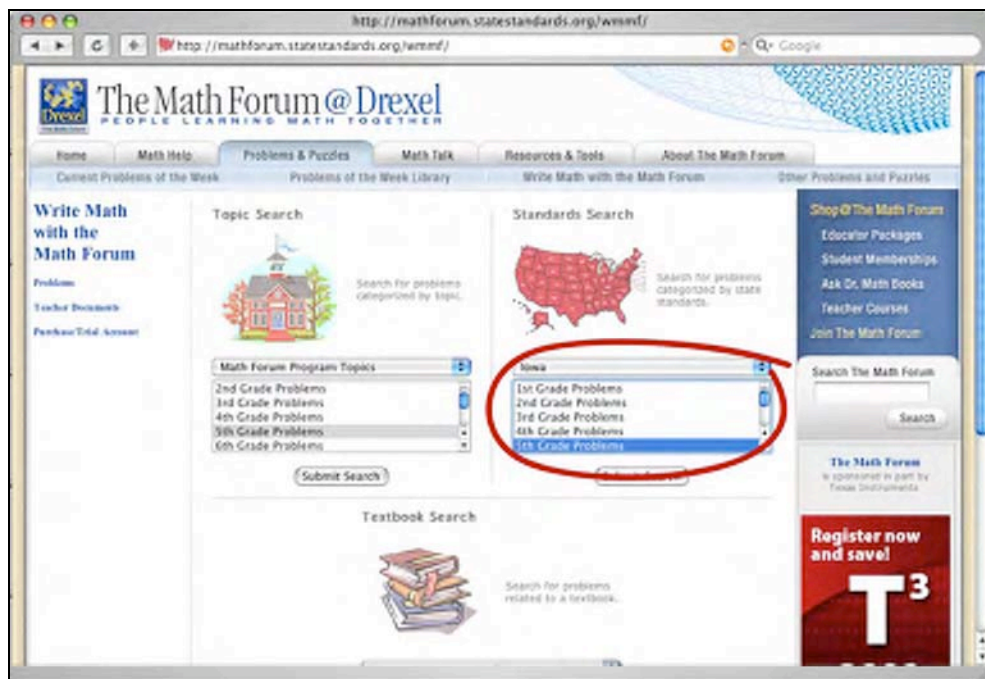 http://mathforum.statestandards.org/wmmf/
http://mathforum.statestandards.org/wmmf/
Google
Drexel
The Math Forum @ Drexel
PEOPLE LEARNING MATH TOGETHER
Home Math Help Problems & Puzzles Math Talk Resources & Tools About The Math Forum
Current Problems of the Week Problems of the Week Library Write Math with the Math Forum Other Problems and Puzzles
Write Math
with the
Math Forum
Problems
Teacher Documents
Purchase/Trial Account
Topic Search
Search for problems
categorized by topic.
Math Forum Program Topics
2nd Grade Problems
3rd Grade Problems
4th Grade Problems
5th Grade Problems
6th Grade Problems
Submit Search
Standards Search
Search for problems
categorized by state
standards.
Iowa
1st Grade Problems
2nd Grade Problems
3rd Grade Problems
4th Grade Problems
5th Grade Problems
Submit Search
Textbook Search
Search for problems
related to a textbook.
Shop @ The Math Forum
Educator Packages
Student Memberships
Ask Dr. Math Books
Teacher Courses
Join The Math Forum
Search The Math Forum
Search
The Math Forum
is sponsored in part by
Texas Instruments
Register now
and save!
T3